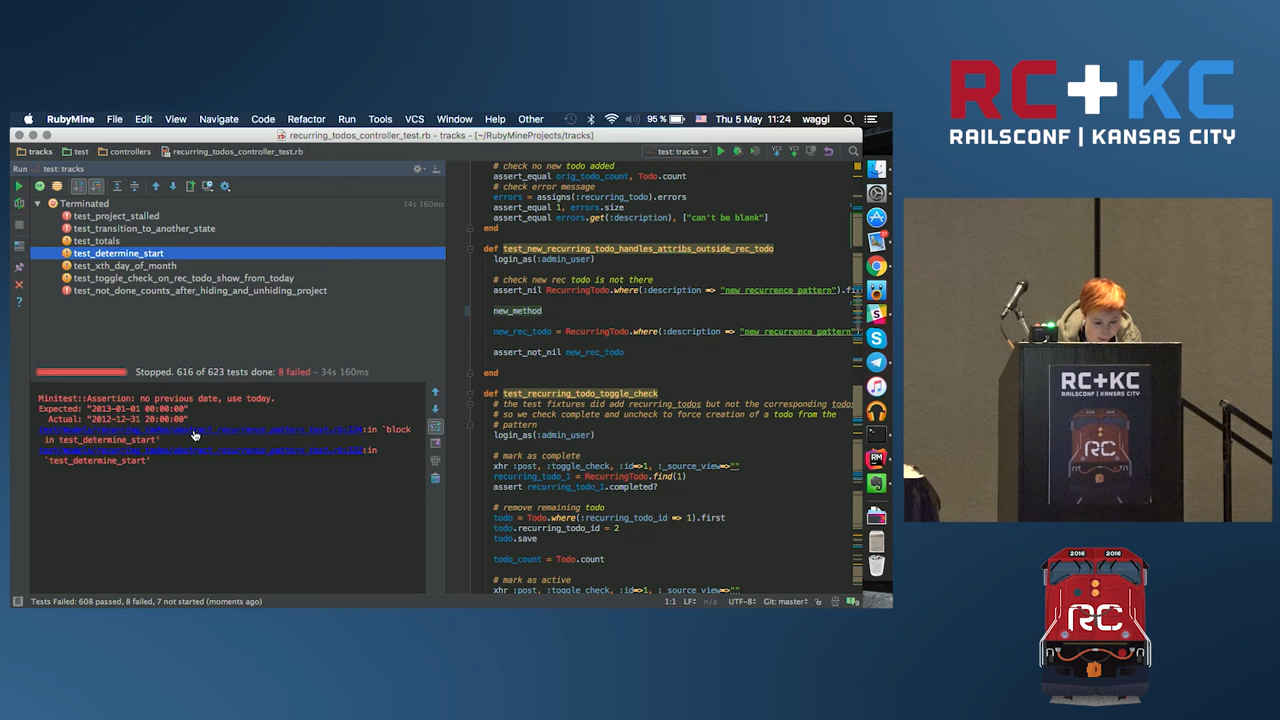 RC+KC
RAILSCONF | KANSAS CITY
RubyMine File Edit View Navigate Code Refactor Run Tools VCS Window Help Other 95 % Thu 5 May 11:24 waggi
recurring_todos_controller_test.rb - tracks - [~/RubyMineProjects/tracks]
tracks test controllers recurring_todos_controller_test.rb test: tracks
Run test: tracks
Terminated 34s 160ms
test_project_stalled
test_transition_to_another_state
test_totals
test_determine_start
test_xth_day_of_month
test_toggle_check_on_rec_todo_show_from_today
test_not_done_counts_after_hiding_and_unhiding_project
Stopped. 616 of 623 tests done: 8 failed - 34s 160ms
Minitest::Assertion: no previous date, use today.
Expected: "2013-01-01 00:00:00"
Actual: "2012-12-31 20:00:00"
:in `block
in test_determine_start'
:in
`test_determine_start'
# check no new todo added
assert_equal orig_todo_count, Todo.count
# check error message
errors = assigns(:recurring_todo).errors
assert_equal 1, errors.size
assert_equal errors.get(:description), ["can't be blank"]
end
def test_new_recurring_todo_handles_attribs_outside_rec_todo
login_as(:admin_user)
# check new rec todo is not there
assert_nil RecurringTodo.where(:description => "new recurrence pattern").fi
new_method
new_rec_todo = RecurringTodo.where(:description => "new recurrence pattern")
assert_not_nil new_rec_todo
end
def test_recurring_todo_toggle_check
# the test fixtures did add recurring_todos but not the corresponding todos
# so we check complete and uncheck to force creation of a todo from the
# pattern
login_as(:admin_user)
# mark as complete
xhr :post, :toggle_check, :id=>1, :_source_view=>""
recurring_todo_1 = RecurringTodo.find(1)
assert recurring_todo_1.completed?
# remove remaining todo
todo = Todo.where(:recurring_todo_id => 1).first
todo.recurring_todo_id = 2
todo.save
todo_count = Todo.count
# mark as active
xhr :post, :toggle_check, :id=>1, :_source_view=>""
Tests Failed: 608 passed, 8 failed, 7 not started (moments ago) 1:1 LF n/a UTF-8 Git: master
RC+KC
RAILSCONF | KANSAS CITY
RC
2016 2016
RC